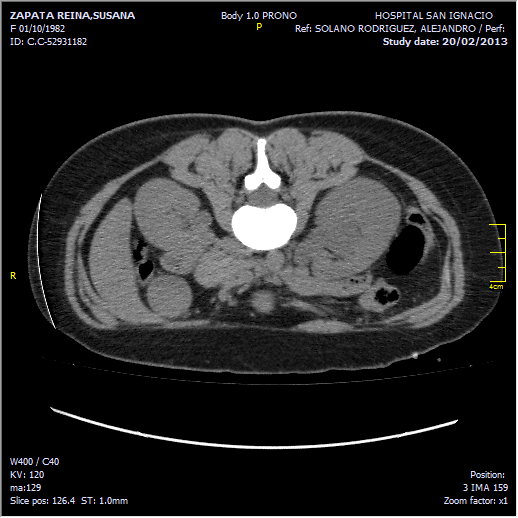 ZAPATA REINA,SUSANA
F 01/10/1982
ID: C.C-52931182
Body 1.0 PRONO
P
HOSPITAL SAN IGNACIO
Ref: SOLANO RODRIGUEZ, ALEJANDRO / Perf:
Study date: 20/02/2013
R
4cm
W400 / C40
KV: 120
ma:129
Slice pos: 126.4 ST: 1.0mm
Position:
3 IMA 159
Zoom factor: x1